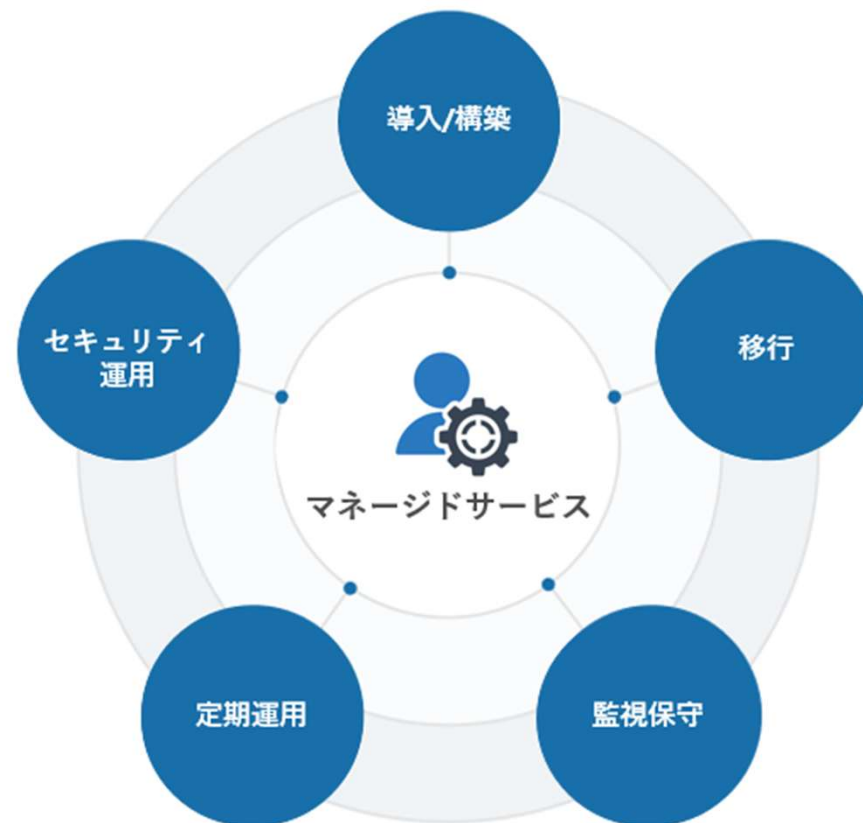 導入/構築
移行
監視保守
定期運用
セキュリティ
運用
マネージドサービス